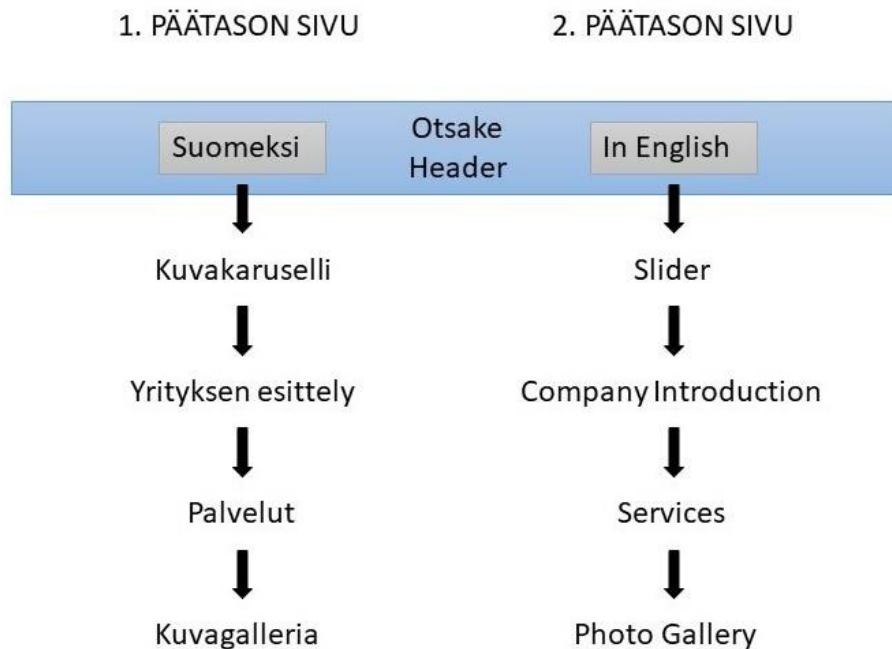 1. PÄÄTASON SIVU
2. PÄÄTASON SIVU
Suomeksi
Otsake
Header
In English
Kuvakaruselli
Slider
Yrityksen esittely
Company Introduction
Palvelut
Services
Kuvagalleria
Photo Gallery